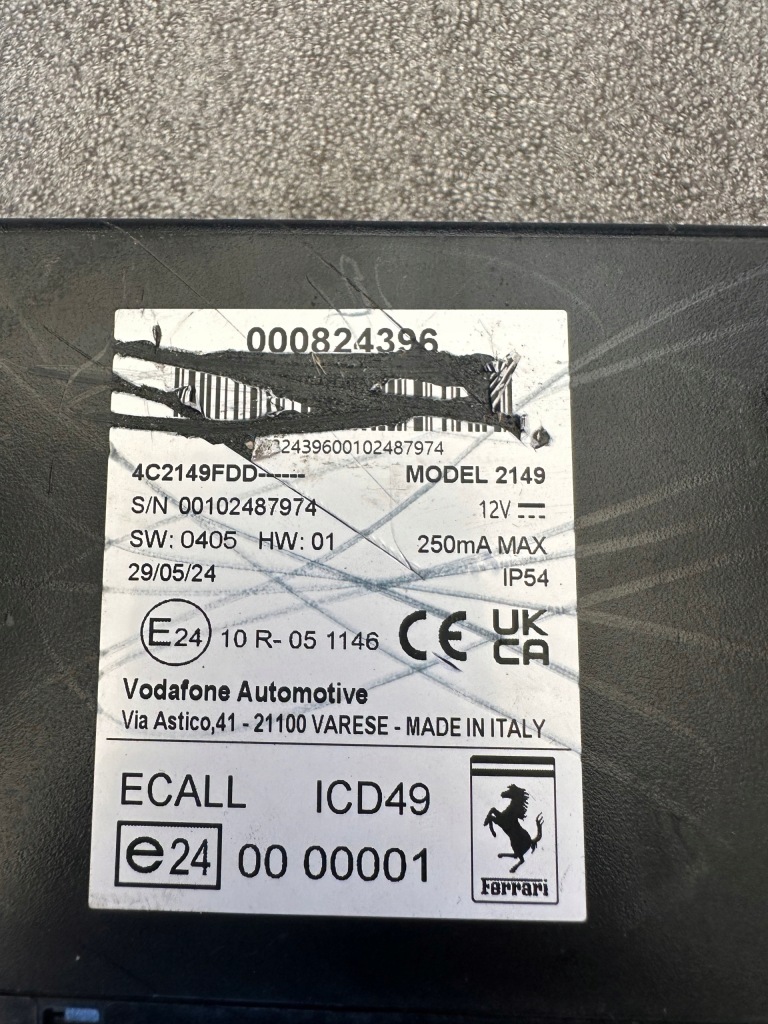 000824396
2439600102487974
4C2149FDD------ MODEL 2149
S/N 00102487974 12V
SW: 0405 HW: 01 250mA MAX
29/05/24 IP54
E24 10 R- 05 1146 CE UK CA
Vodafone Automotive
Via Astico,41 - 21100 VARESE - MADE IN ITALY
ECALL ICD49
e24 00 00001
Ferrari